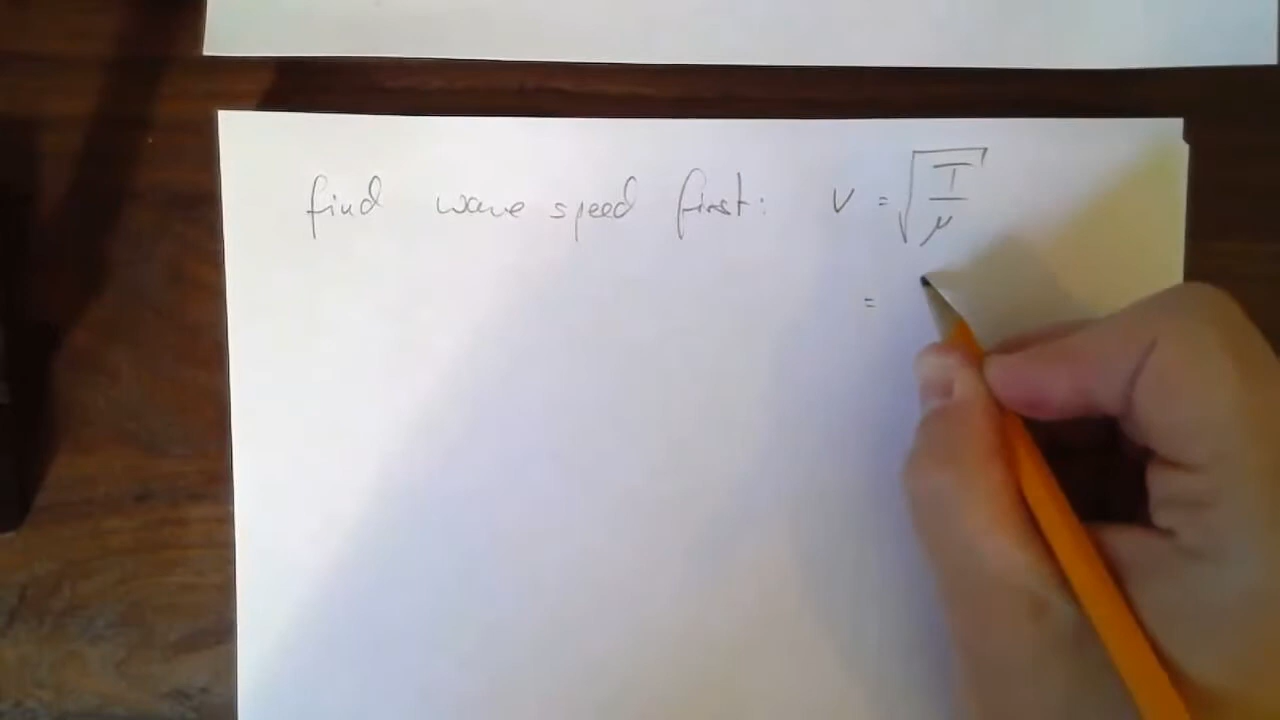 find wave speed first: v = √(T/μ)
=